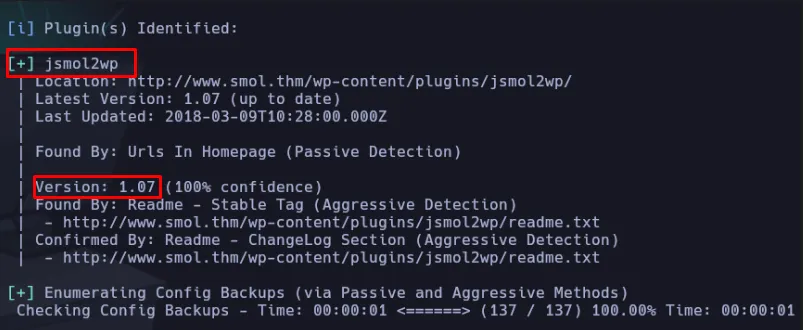 [i] Plugin(s) Identified:
[+] jsmol2wp
| Location: http://www.smol.thm/wp-content/plugins/jsmol2wp/
| Latest Version: 1.07 (up to date)
| Last Updated: 2018-03-09T10:28:00.000Z
|
| Found By: Urls In Homepage (Passive Detection)
|
| Version: 1.07 (100% confidence)
| Found By: Readme - Stable Tag (Aggressive Detection)
|  - http://www.smol.thm/wp-content/plugins/jsmol2wp/readme.txt
| Confirmed By: Readme - ChangeLog Section (Aggressive Detection)
|  - http://www.smol.thm/wp-content/plugins/jsmol2wp/readme.txt
[+] Enumerating Config Backups (via Passive and Aggressive Methods)
Checking Config Backups - Time: 00:00:01 <======> (137 / 137) 100.00% Time: 00:00:01